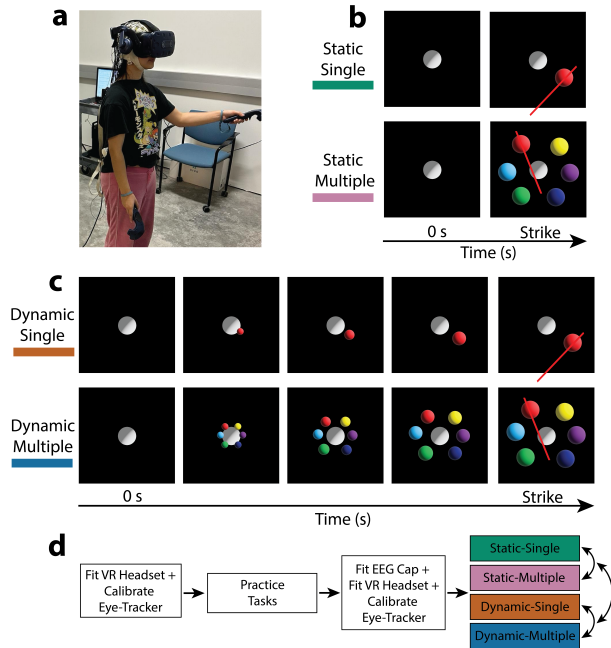 a
b
Static
Single
Static
Multiple
0 s
Strike
Time (s)
c
Dynamic
Single
Dynamic
Multiple
0 s
Strike
Time (s)
d
Fit VR Headset +
Calibrate
Eye-Tracker
Practice
Tasks
Fit EEG Cap +
Fit VR Headset +
Calibrate
Eye-Tracker
Static-Single
Static-Multiple
Dynamic-Single
Dynamic-Multiple